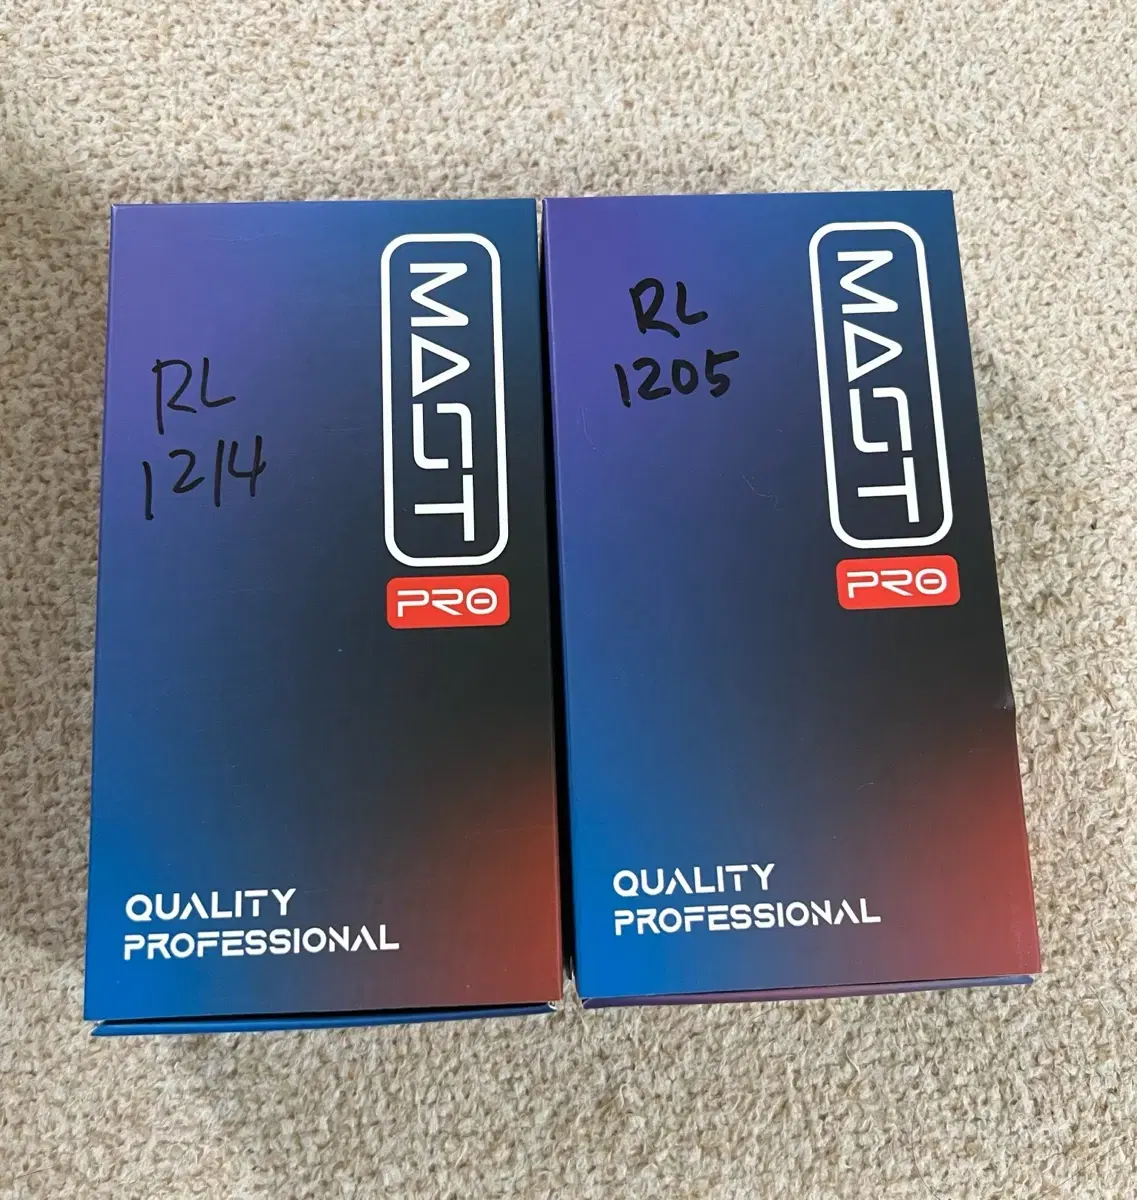 RL
1214
MAST
PRO
QUALITY
PROFESSIONAL
RL
1205
MAST
PRO
QUALITY
PROFESSIONAL